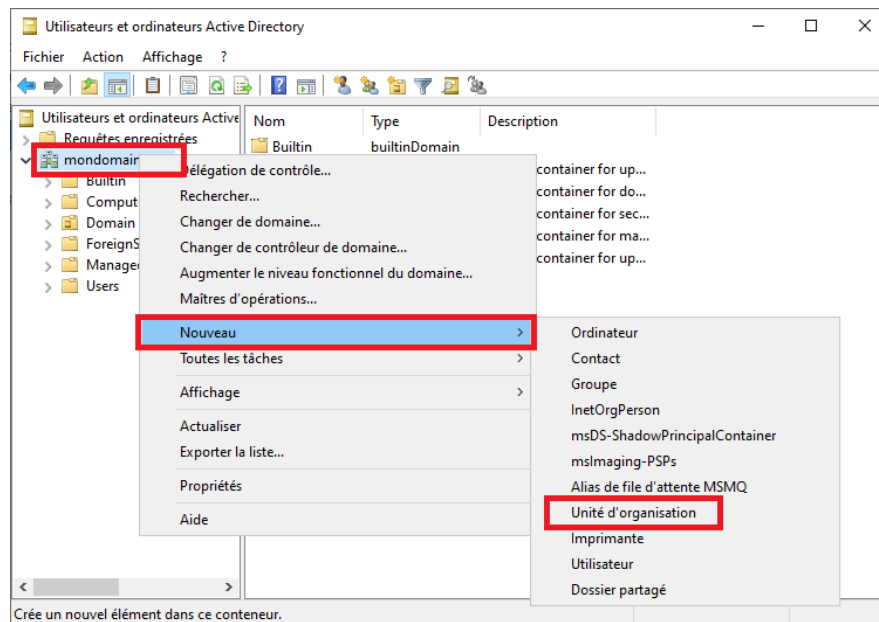 Utilisateurs et ordinateurs Active Directory
Fichier Action Affichage ?
Utilisateurs et ordinateurs Active
Requêtes enregistrées
mondomain
Builtin
Comput
Domain
ForeignS
Managed
Users
Nom Type Description
Builtin builtinDomain
container for up...
container for do...
container for sec...
container for ma...
container for up...
Délégation de contrôle...
Rechercher...
Changer de domaine...
Changer de contrôleur de domaine...
Augmenter le niveau fonctionnel du domaine...
Maîtres d'opérations...
Nouveau
Toutes les tâches
Affichage
Actualiser
Exporter la liste...
Propriétés
Aide
Ordinateur
Contact
Groupe
InetOrgPerson
msDS-ShadowPrincipalContainer
msImaging-PSPs
Alias de file d'attente MSMQ
Unité d'organisation
Imprimante
Utilisateur
Dossier partagé
Crée un nouvel élément dans ce conteneur.